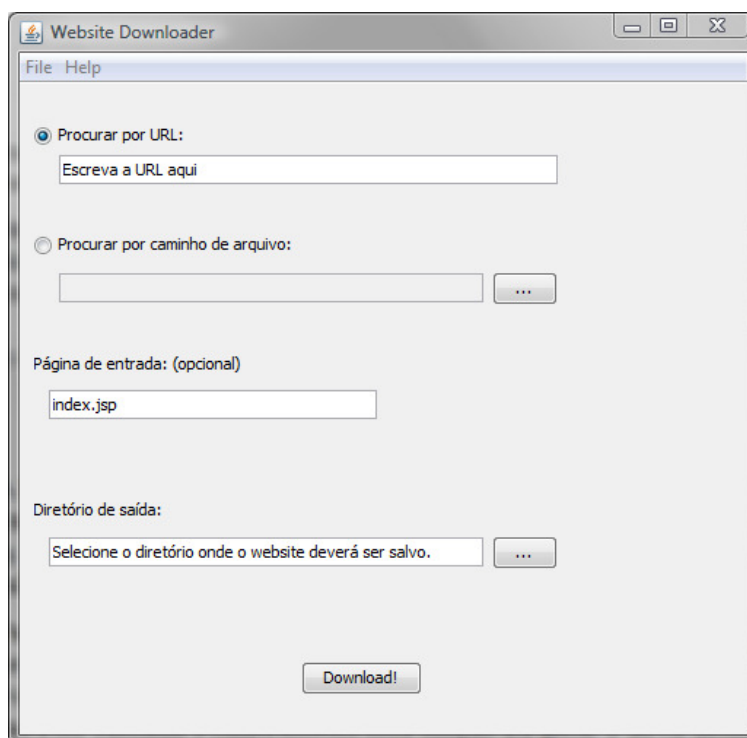 Website Downloader
File Help
Procurar por URL:
Escreva a URL aqui
Procurar por caminho de arquivo:
...
Página de entrada: (opcional)
index.jsp
Diretório de saída:
Selecione o diretório onde o website deverá ser salvo.
...
Download!